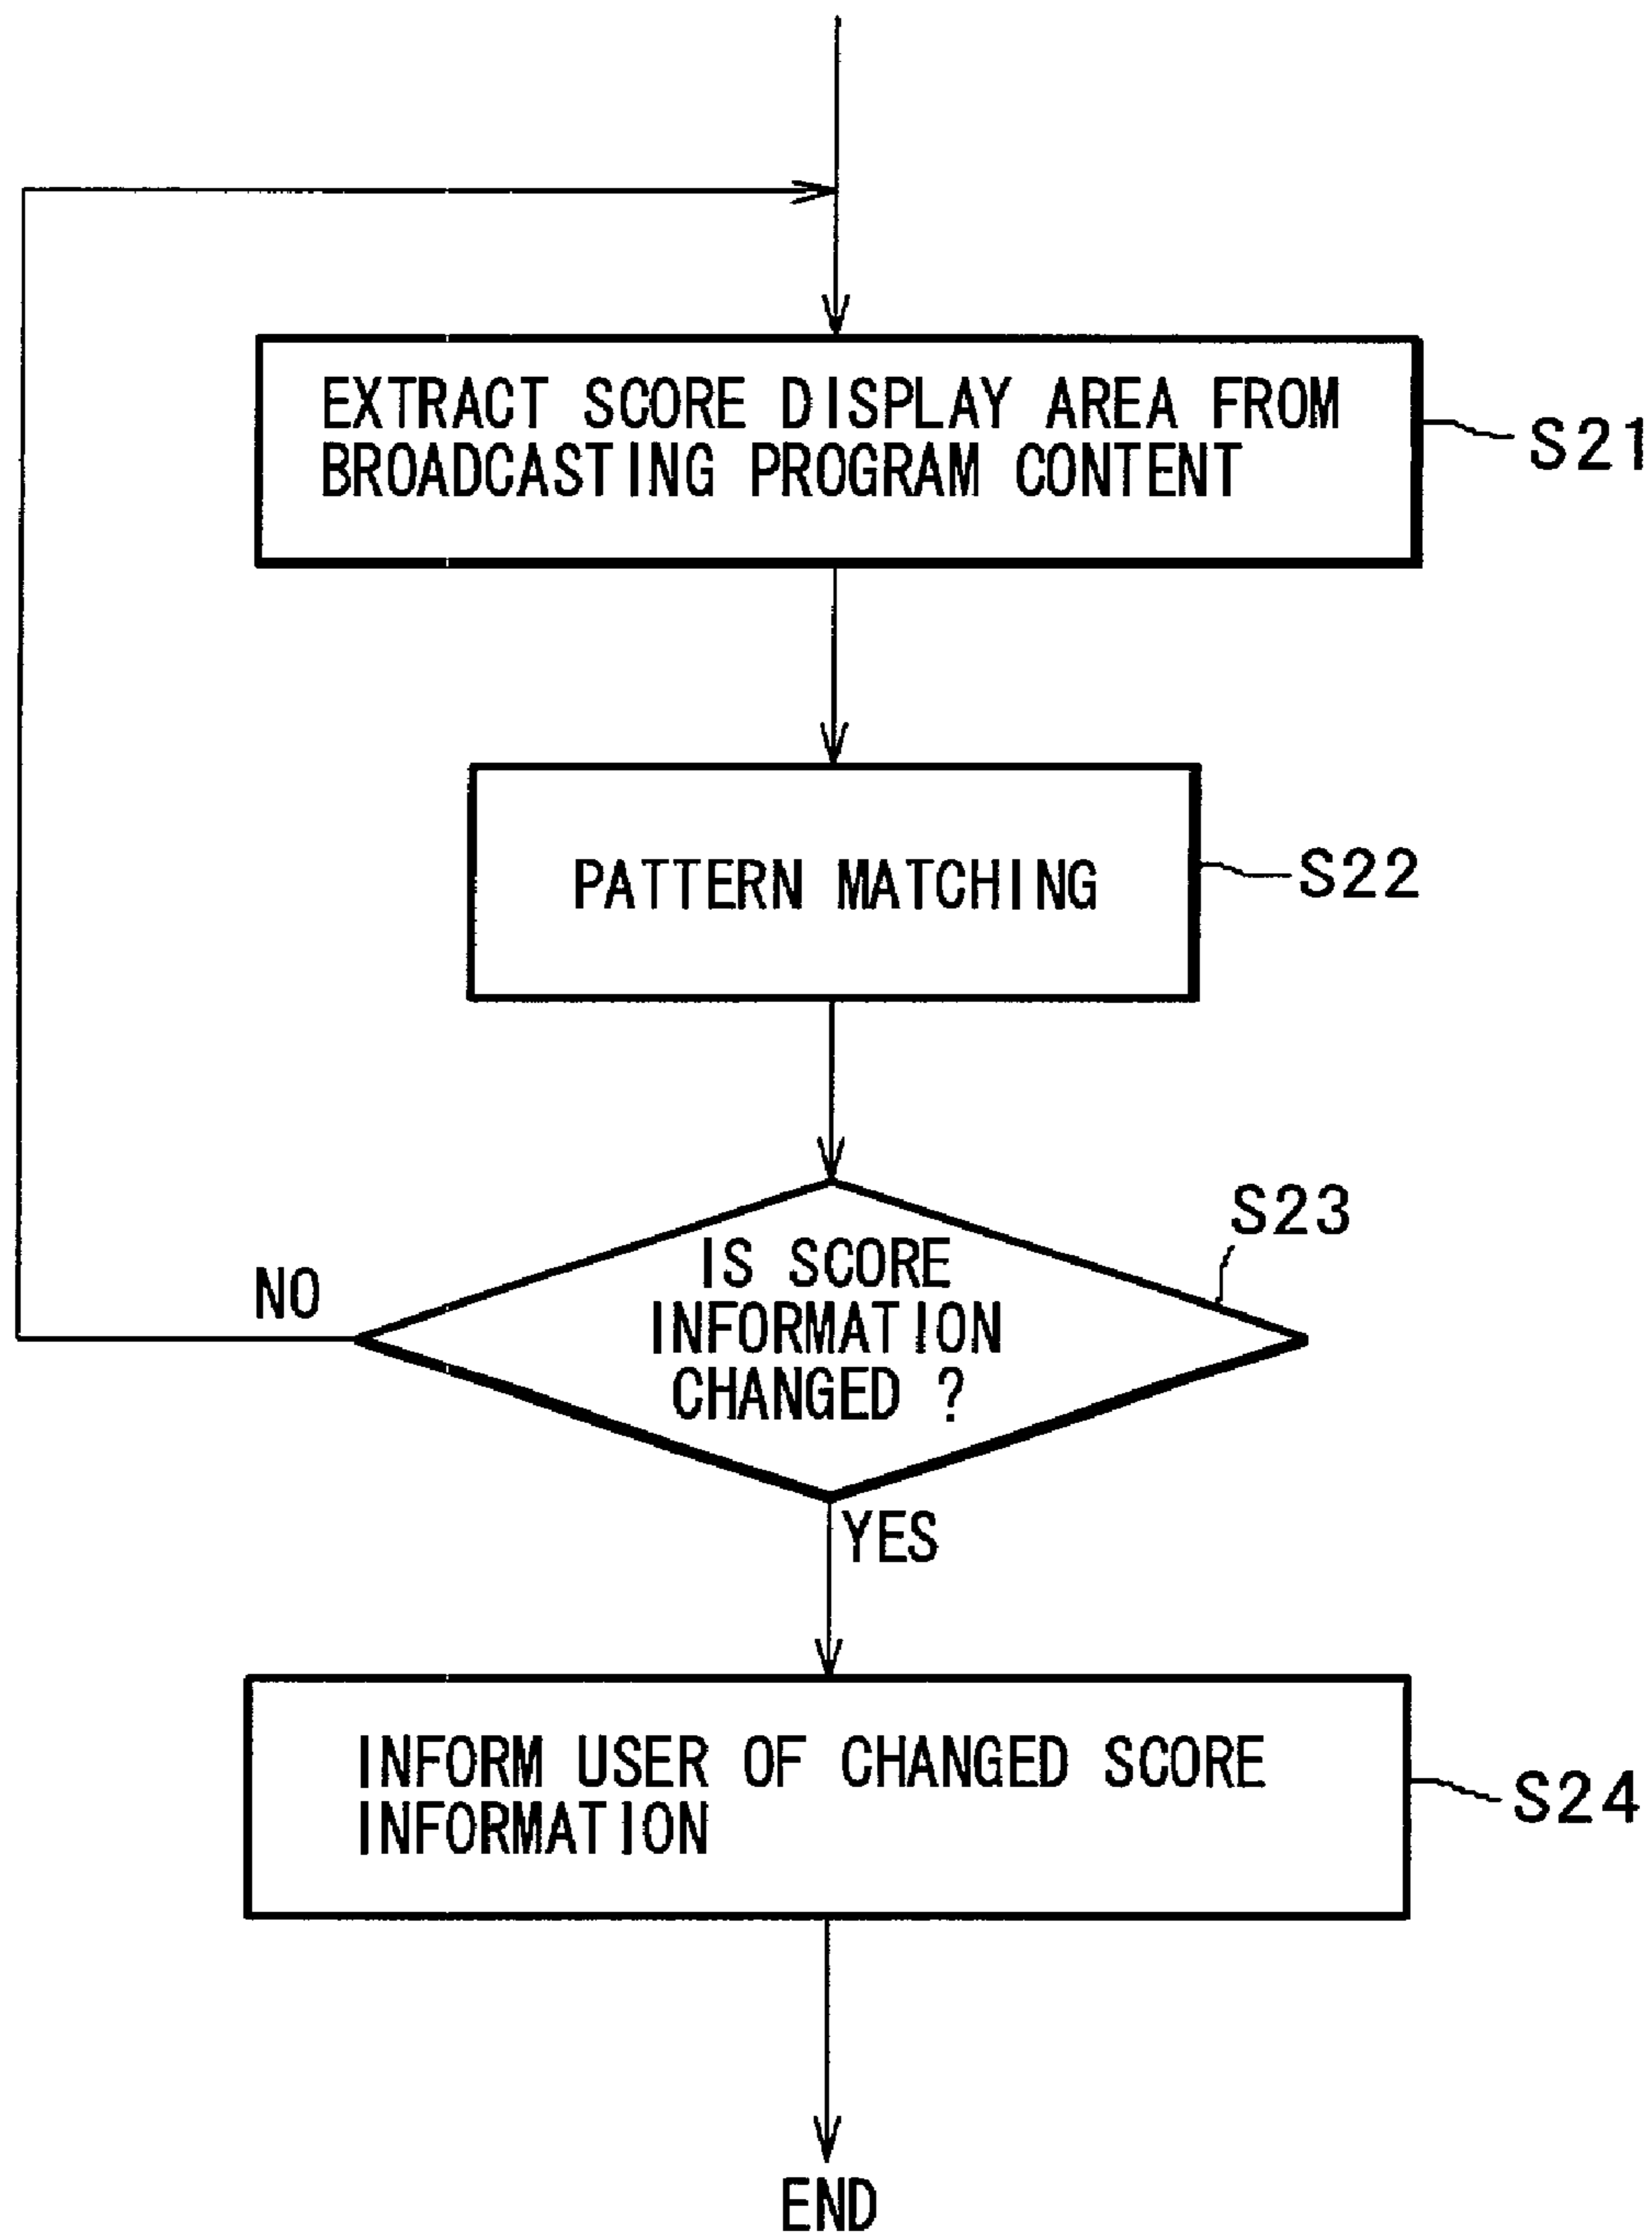 EXTRACT SCORE DISPLAY AREA FROM
BROADCASTING PROGRAM CONTENT
S21
PATTERN MATCHING
S22
S23
IS SCORE
INFORMATION
CHANGED ?
NO
YES
INFORM USER OF CHANGED SCORE
INFORMATION
S24
END